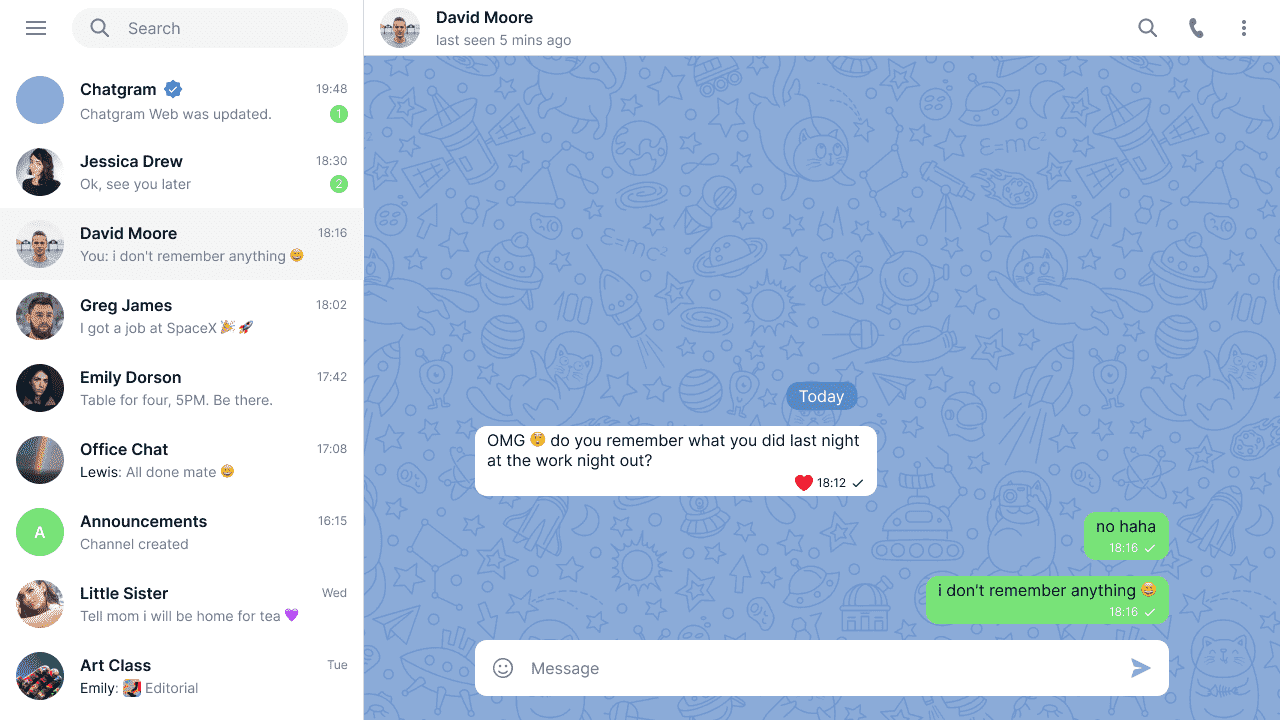 Search
Chatgram
19:48
Chatgram Web was updated.
1
Jessica Drew
18:30
Ok, see you later
2
David Moore
18:16
You: i don't remember anything 😄
Greg James
18:02
I got a job at SpaceX 🎉 🚀
Emily Dorson
17:42
Table for four, 5PM. Be there.
Office Chat
17:08
Lewis: All done mate 😄
A
Announcements
16:15
Channel created
Little Sister
Wed
Tell mom i will be home for tea 💜
Art Class
Tue
Emily: Editorial
David Moore
last seen 5 mins ago
E=mc²
E=mc²
Today
OMG 😲 do you remember what you did last night
at the work night out?
❤️ 18:12
no haha
18:16
i don't remember anything 😄
18:16
Message